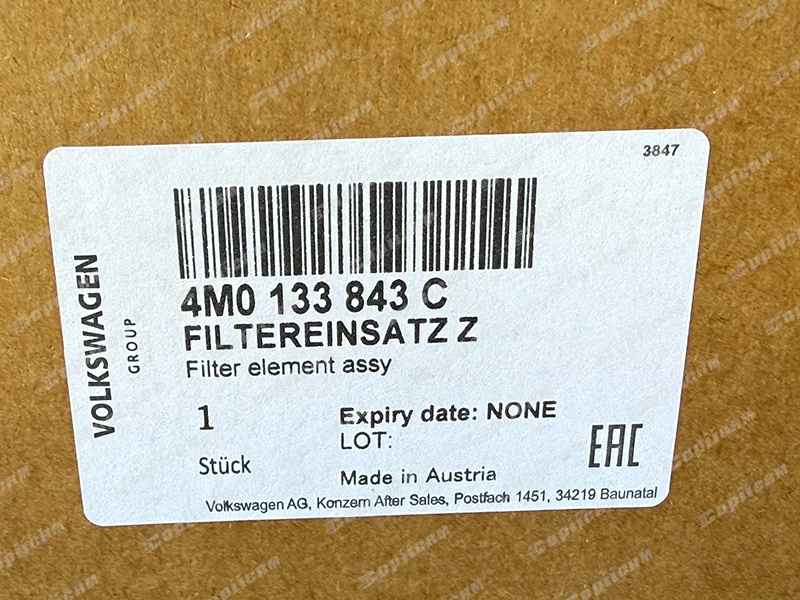 3847
VOLKSWAGEN
GROUP
4M0 133 843 C
FILTEREINSATZ Z
Filter element assy
1
Stück
Expiry date: NONE
LOT:
Made in Austria
EAC
Volkswagen AG, Konzern After Sales, Postfach 1451, 34219 Baunatal